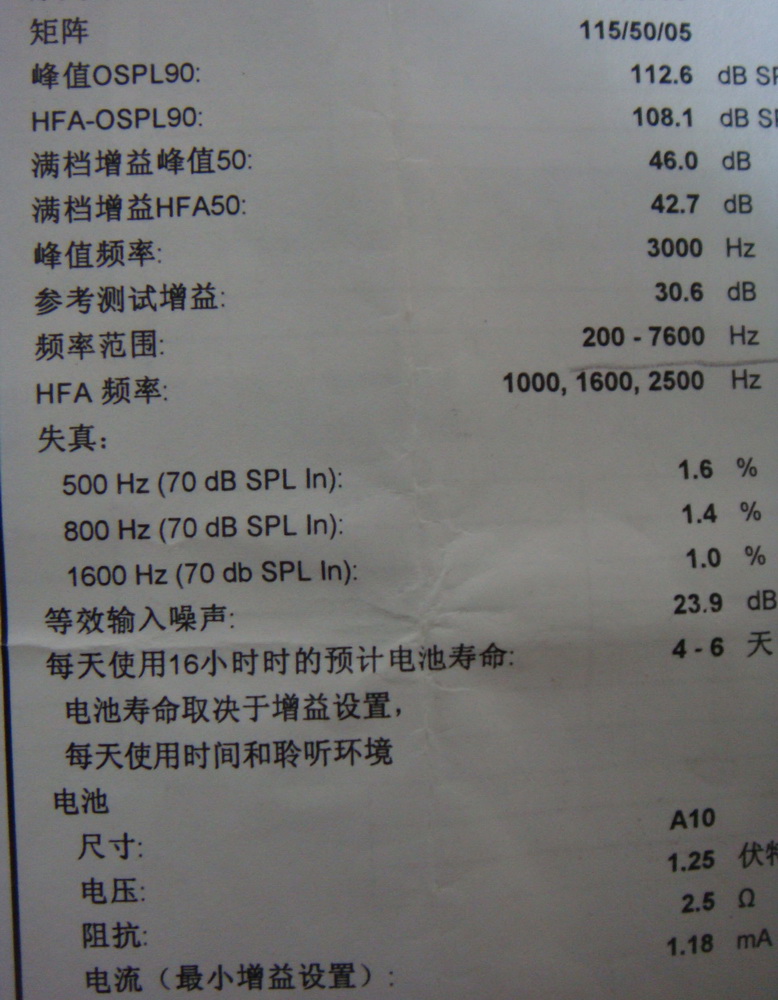 矩阵 115/50/05
峰值OSPL90: 112.6 dB SP
HFA-OSPL90: 108.1 dB SP
满档增益峰值50: 46.0 dB
满档增益HFA50: 42.7 dB
峰值频率: 3000 Hz
参考测试增益: 30.6 dB
频率范围: 200 - 7600 Hz
HFA 频率: 1000, 1600, 2500 Hz
失真：
500 Hz (70 dB SPL In): 1.6 %
800 Hz (70 dB SPL In): 1.4 %
1600 Hz (70 db SPL In): 1.0 %
等效输入噪声: 23.9 dB
每天使用16小时时的预计电池寿命: 4 - 6 天
电池寿命取决于增益设置，
每天使用时间和聆听环境
电池
尺寸: A10
电压: 1.25 伏特
阻抗: 2.5 Ω
电流（最小增益设置）: 1.18 mA